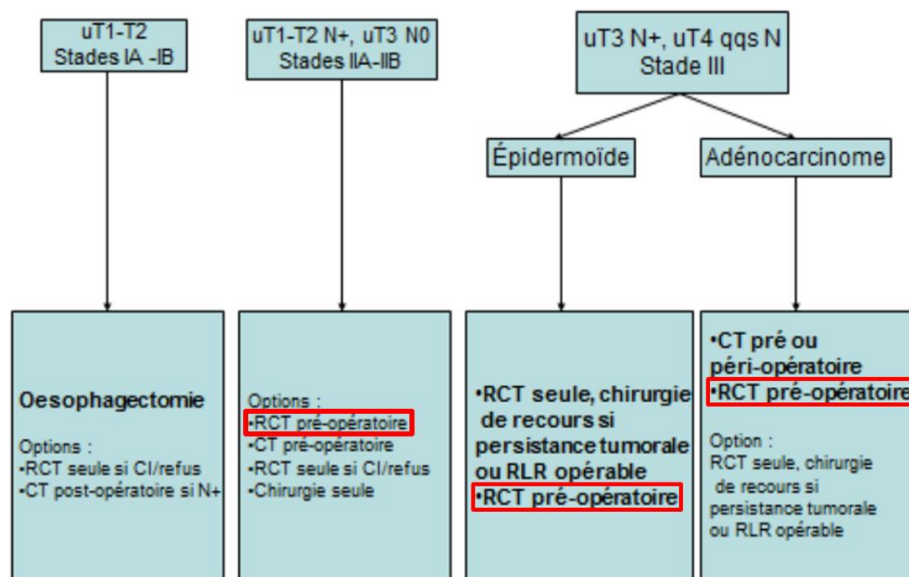 uT1-T2
Stades IA -IB
uT1-T2 N+, uT3 N0
Stades IIA-IIB
uT3 N+, uT4 qqs N
Stade III
Épidermoïde
Adénocarcinome
Oesophagectomie
Options :
•RCT seule si CI/refus
•CT post-opératoire si N+
Options :
•RCT pré-opératoire
•CT pré-opératoire
•RCT seule si CI/refus
•Chirurgie seule
•RCT seule, chirurgie
de recours si
persistance tumorale
ou RLR opérable
•RCT pré-opératoire
•CT pré ou
péri-opératoire
•RCT pré-opératoire
Option :
RCT seule, chirurgie
de recours si
persistance tumorale
ou RLR opérable